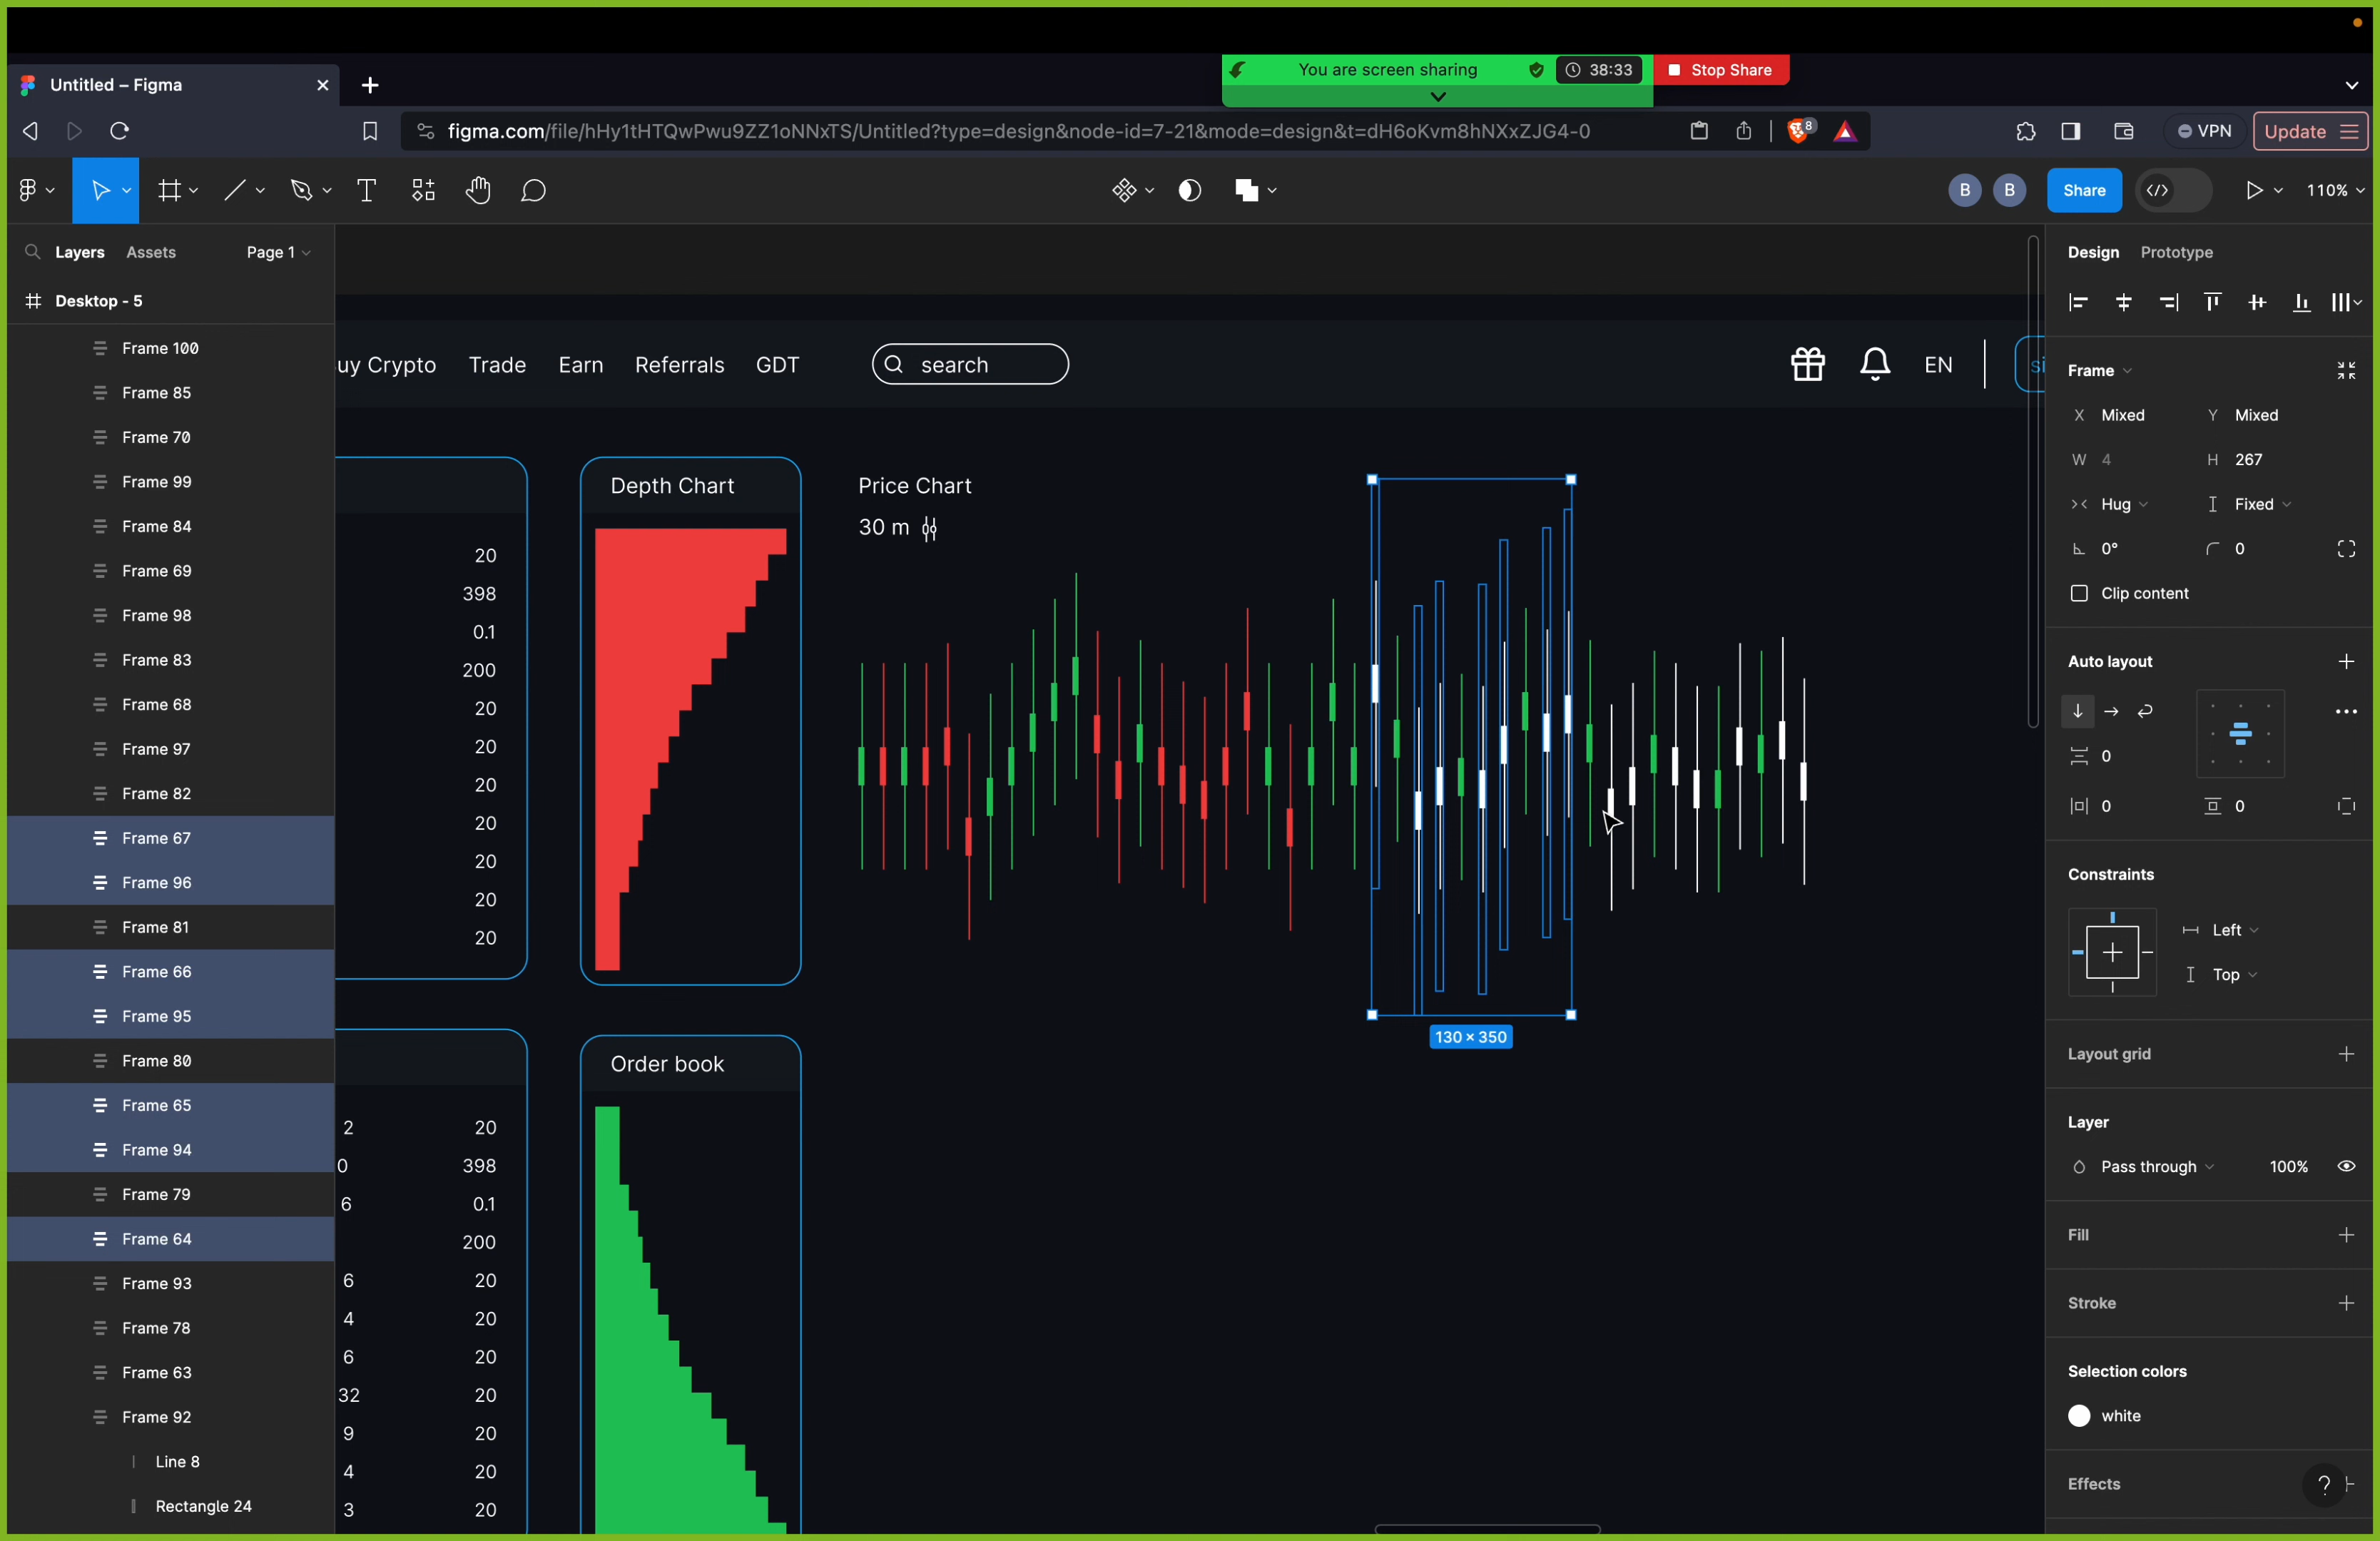 You are screen sharing
38:33
Stop Share
Untitled – Figma
figma.com/file/hHy1tHTQwPwu9ZZ1oNNxTS/Untitled?type=design&node-id=7-21&mode=design&t=dH6oKvm8hNXxZJG4-0
8
VPN
Update
B
B
Share
110%
Layers
Assets
Page 1
Desktop - 5
Frame 100
Frame 85
Frame 70
Frame 99
Frame 84
Frame 69
Frame 98
Frame 83
Frame 68
Frame 97
Frame 82
Frame 67
Frame 96
Frame 81
Frame 66
Frame 95
Frame 80
Frame 65
Frame 94
Frame 79
Frame 64
Frame 93
Frame 78
Frame 63
Frame 92
Line 8
Rectangle 24
uy Crypto
Trade
Earn
Referrals
GDT
search
EN
si
20
398
0.1
200
20
20
20
20
20
20
20
Depth Chart
Price Chart
30 m
130 × 350
2 20
0 398
6 0.1
200
6 20
4 20
6 20
32 20
9 20
4 20
3 20
Order book
Design
Prototype
Frame
X Mixed
Y Mixed
W 4
H 267
Hug
Fixed
0°
0
Clip content
Auto layout
0
0
0
Constraints
Left
Top
Layout grid
Layer
Pass through
100%
Fill
Stroke
Selection colors
white
Effects
?